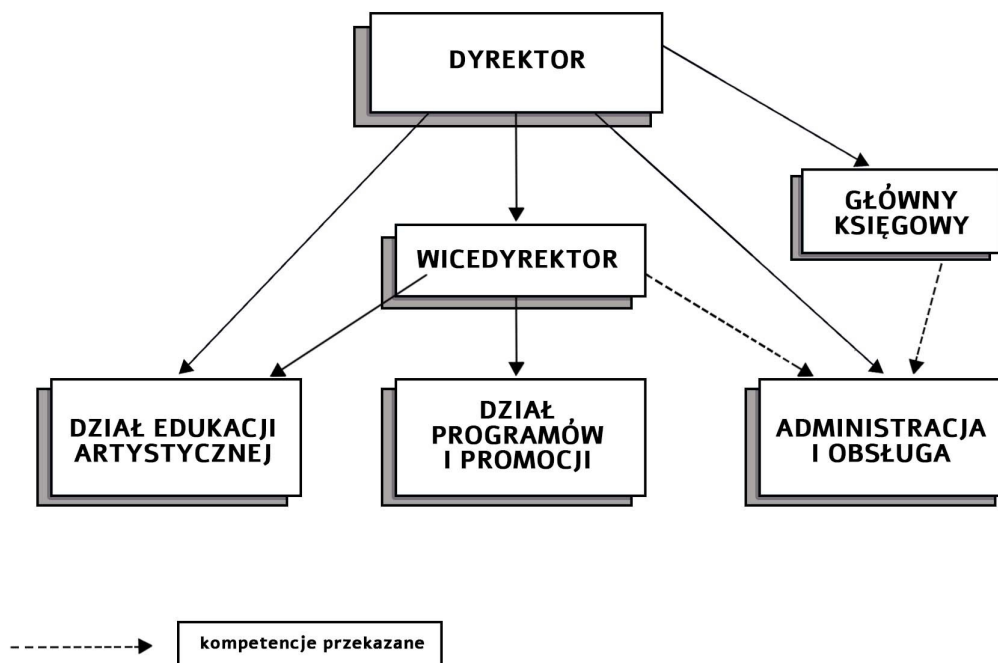 DYREKTOR
GŁÓWNY
KSIĘGOWY
WICEDYREKTOR
DZIAŁ EDUKACJI
ARTYSTYCZNEJ
DZIAŁ
PROGRAMÓW
I PROMOCJI
ADMINISTRACJA
I OBSŁUGA
kompetencje przekazane